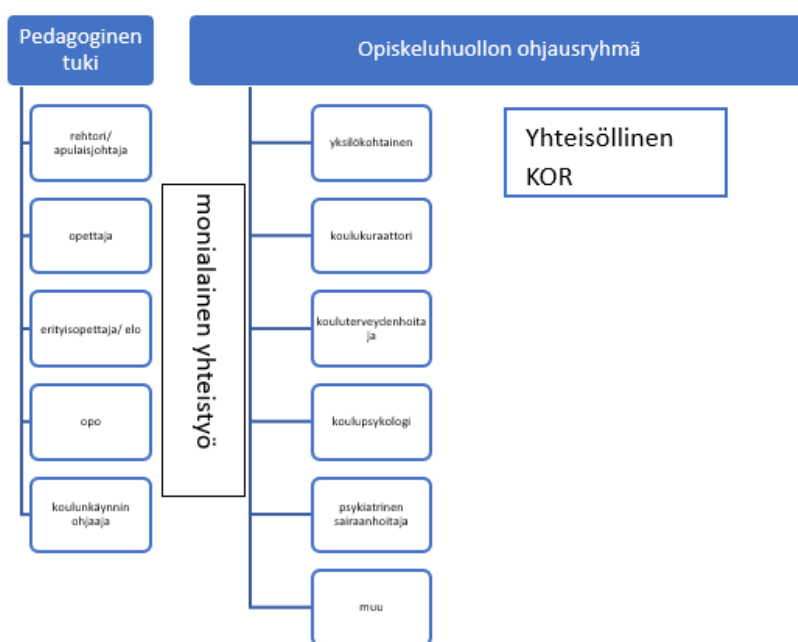 Pedagoginen
tuki
rehtori/
apulaisjohtaja
opettaja
erityisopettaja/ elo
opo
koulunkäynnin
ohjaaja
monialainen yhteistyö
Opiskeluhuollon ohjausryhmä
yksilökohtainen
koulukuraattori
kouluterveydenhoita
ja
koulupsykologi
psykiatrinen
sairaanhoitaja
muu
Yhteisöllinen
KOR